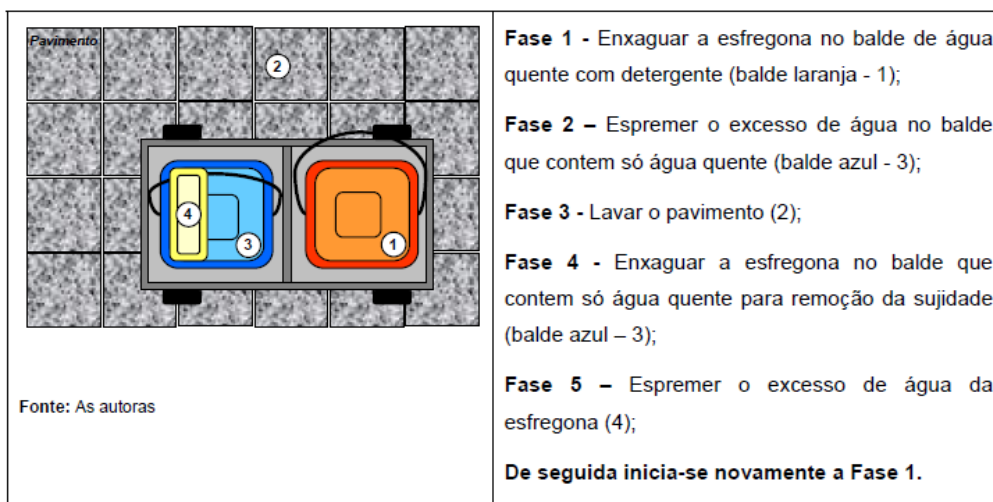 Pavimento
2
4
3
1
Fonte: As autoras
Fase 1 - Enxaguar a esfregona no balde de água
quente com detergente (balde laranja - 1);
Fase 2 – Espremer o excesso de água no balde
que contem só água quente (balde azul - 3);
Fase 3 - Lavar o pavimento (2);
Fase 4 - Enxaguar a esfregona no balde que
contem só água quente para remoção da sujidade
(balde azul – 3);
Fase 5 – Espremer o excesso de água da
esfregona (4);
De seguida inicia-se novamente a Fase 1.